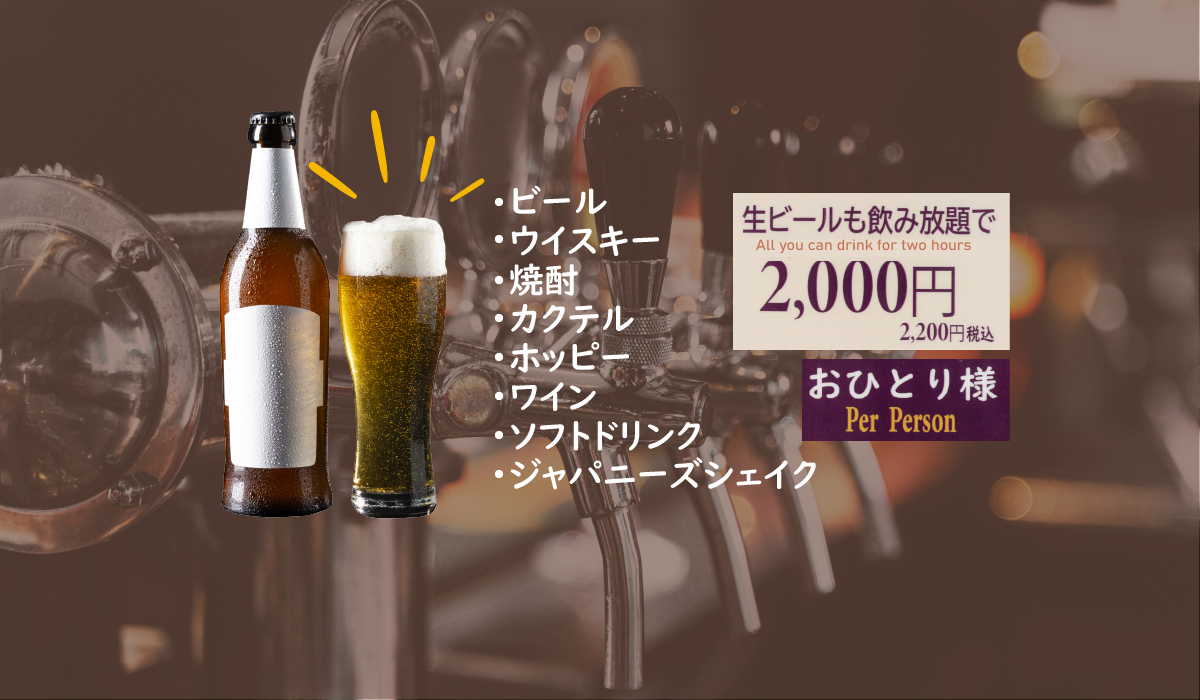 ・ビール
・ウイスキー
・焼酎
・カクテル
・ホッピー
・ワイン
・ソフトドリンク
・ジャパニーズシェイク
生ビールも飲み放題で
All you can drink for two hours
2,000円
2,200円税込
おひとり様
Per Person